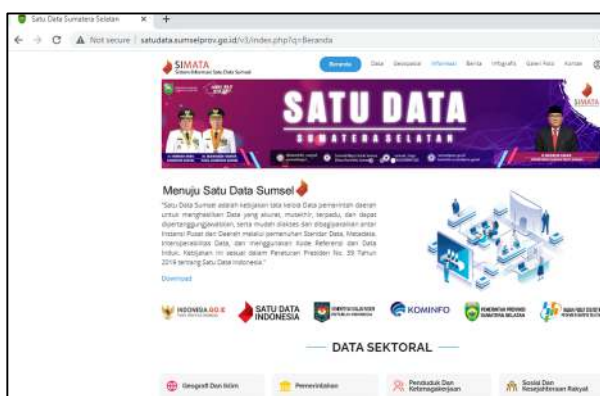 Satu Data Sumatera Selatan
Not secure
satudata.sumselprov.go.id/v3/index.php?q=Beranda
SIMATA
Sistem Informasi Satu Data Sumsel
Beranda Data Geospasial Informasi Berita Infografis Galeri Foto Kontak
SATU DATA
SUMATERA SELATAN
SIMATA
Menuju Satu Data Sumsel
"Satu Data Sumsel adalah kebijakan tata kelola Data pemerintah daerah
untuk menghasilkan Data yang akurat, mutakhir, terpadu, dan dapat
dipertanggungjawabkan, serta mudah diakses dan dibagipakaikan antar
Instansi Pusat dan Daerah melalui pemenuhan Standar Data, Metadata,
Interoperabilitas Data, dan menggunakan Kode Referensi dan Data
Induk. Kebijakan ini sesuai dalam Peraturan Presiden No. 39 Tahun
2019 tentang Satu Data Indonesia."
Download
INDONESIA.GO.ID
SATU DATA
INDONESIA
KOMINFO
PEMERINTAH PROVINSI
SUMATERA SELATAN
DATA SEKTORAL
Geografi Dan Iklim
Pemerintahan
Penduduk Dan
Ketenagakerjaan
Sosial Dan
Kesejahteraan Rakyat